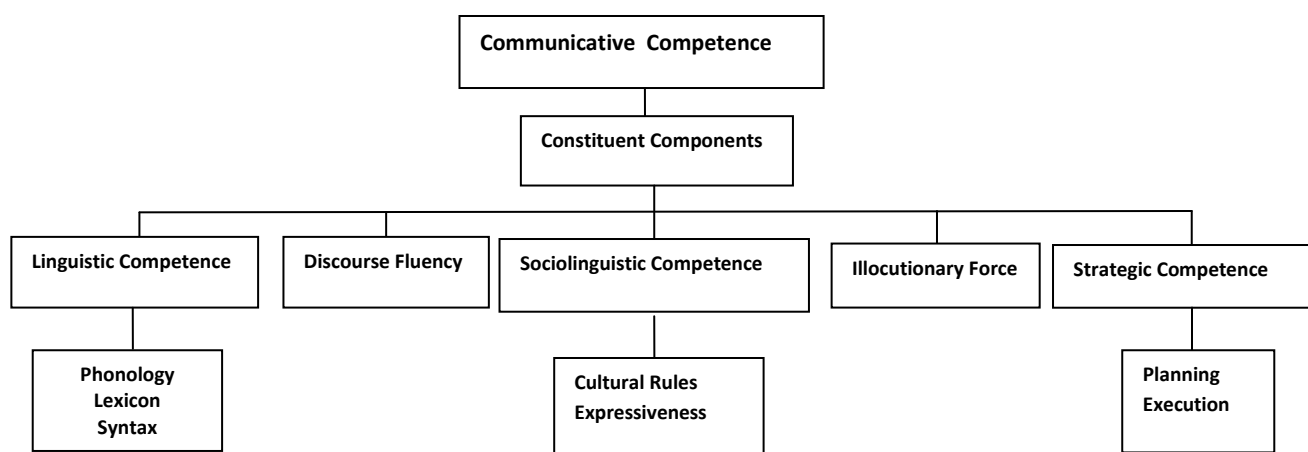 Communicative Competence
Constituent Components
Linguistic Competence
Discourse Fluency
Sociolinguistic Competence
Illocutionary Force
Strategic Competence
Phonology
Lexicon
Syntax
Cultural Rules
Expressiveness
Planning
Execution